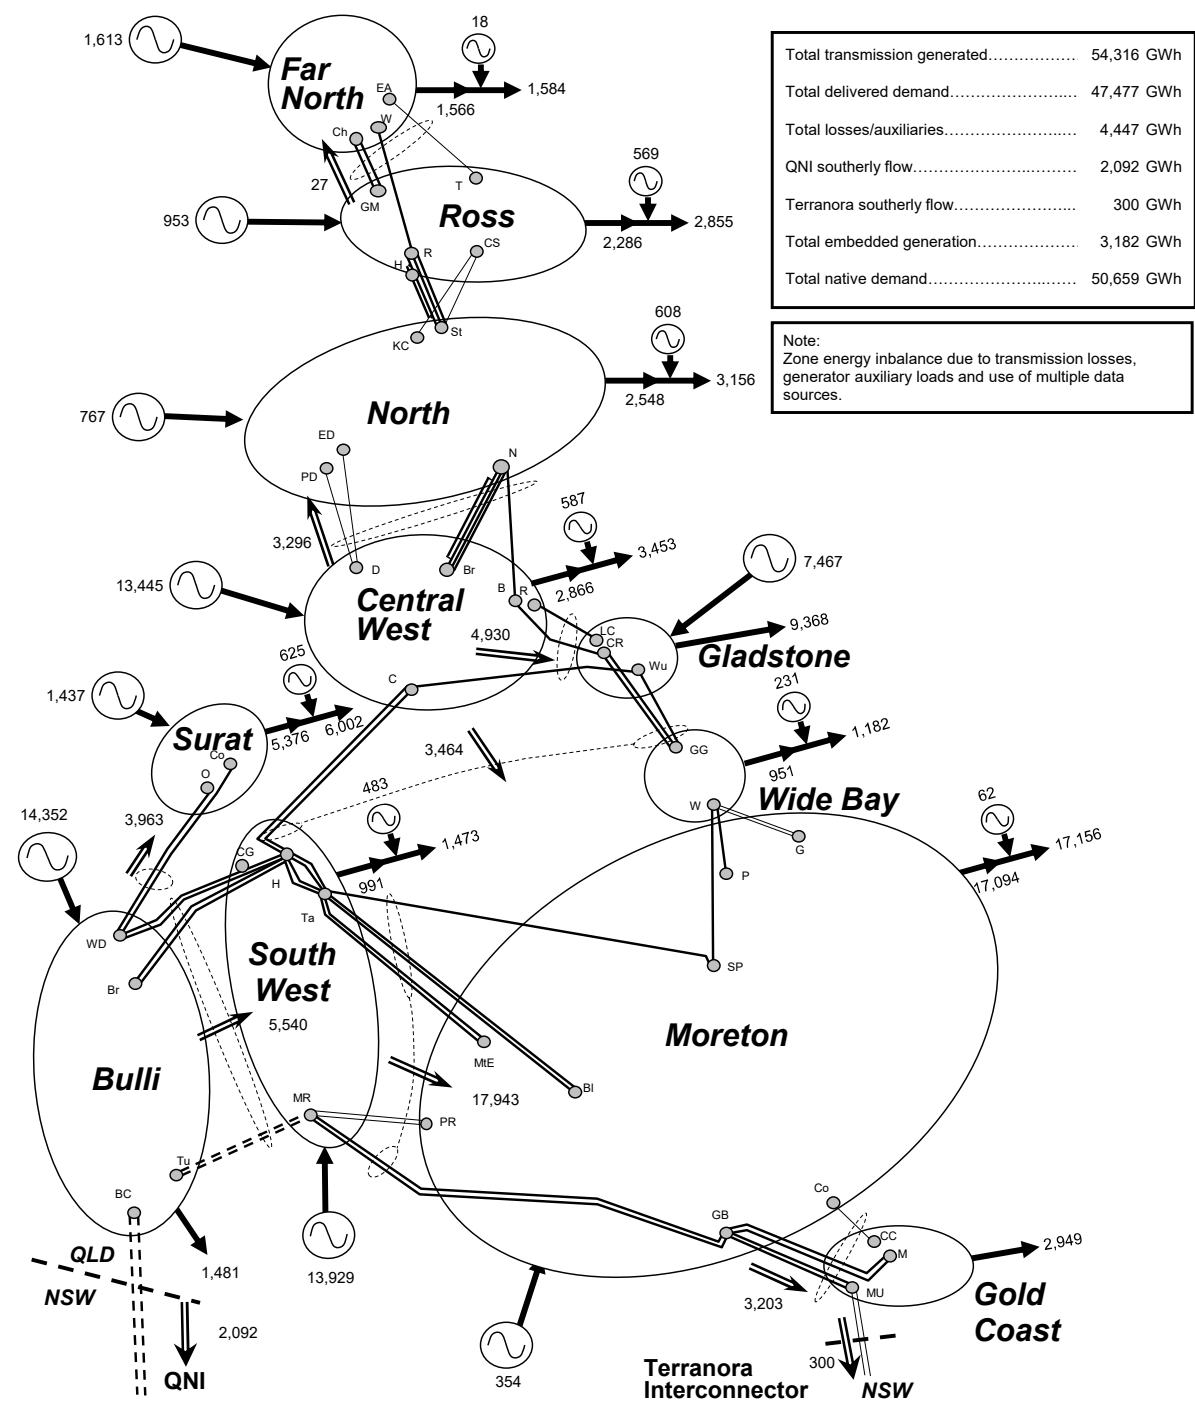 1,613
18
Far
North
EA
W
Ch
1,566
1,584
27
GM
T
569
953
Ross
2,286
2,855
CS
R
H
St
KC
608
767
North
2,548
3,156
ED
PD
N
3,296
587
3,453
7,467
13,445
D
Br
B
R
2,866
Central
West
4,930
LC
CR
9,368
Gladstone
Wu
625
C
231
1,437
Surat
5,376
6,002
3,464
GG
1,182
951
Co
O
Wide Bay
W
483
62
14,352
3,963
1,473
G
17,156
CG
H
991
P
17,094
Ta
WD
South
West
SP
Br
5,540
Moreton
MtE
Bulli
BI
MR
17,943
PR
Tu
BC
Co
GB
CC
QLD
1,481
M
2,949
NSW
13,929
3,203
MU
Gold
Coast
2,092
QNI
354
300
Terranora
Interconnector
NSW
Total transmission generated……………… 54,316 GWh
Total delivered demand…………………..... 47,477 GWh
Total losses/auxiliaries…………………..…. 4,447 GWh
QNI southerly flow…………………...……… 2,092 GWh
Terranora southerly flow………………….... 300 GWh
Total embedded generation……………..… 3,182 GWh
Total native demand…………………...…… 50,659 GWh
Note:
Zone energy inbalance due to transmission losses,
generator auxiliary loads and use of multiple data
sources.